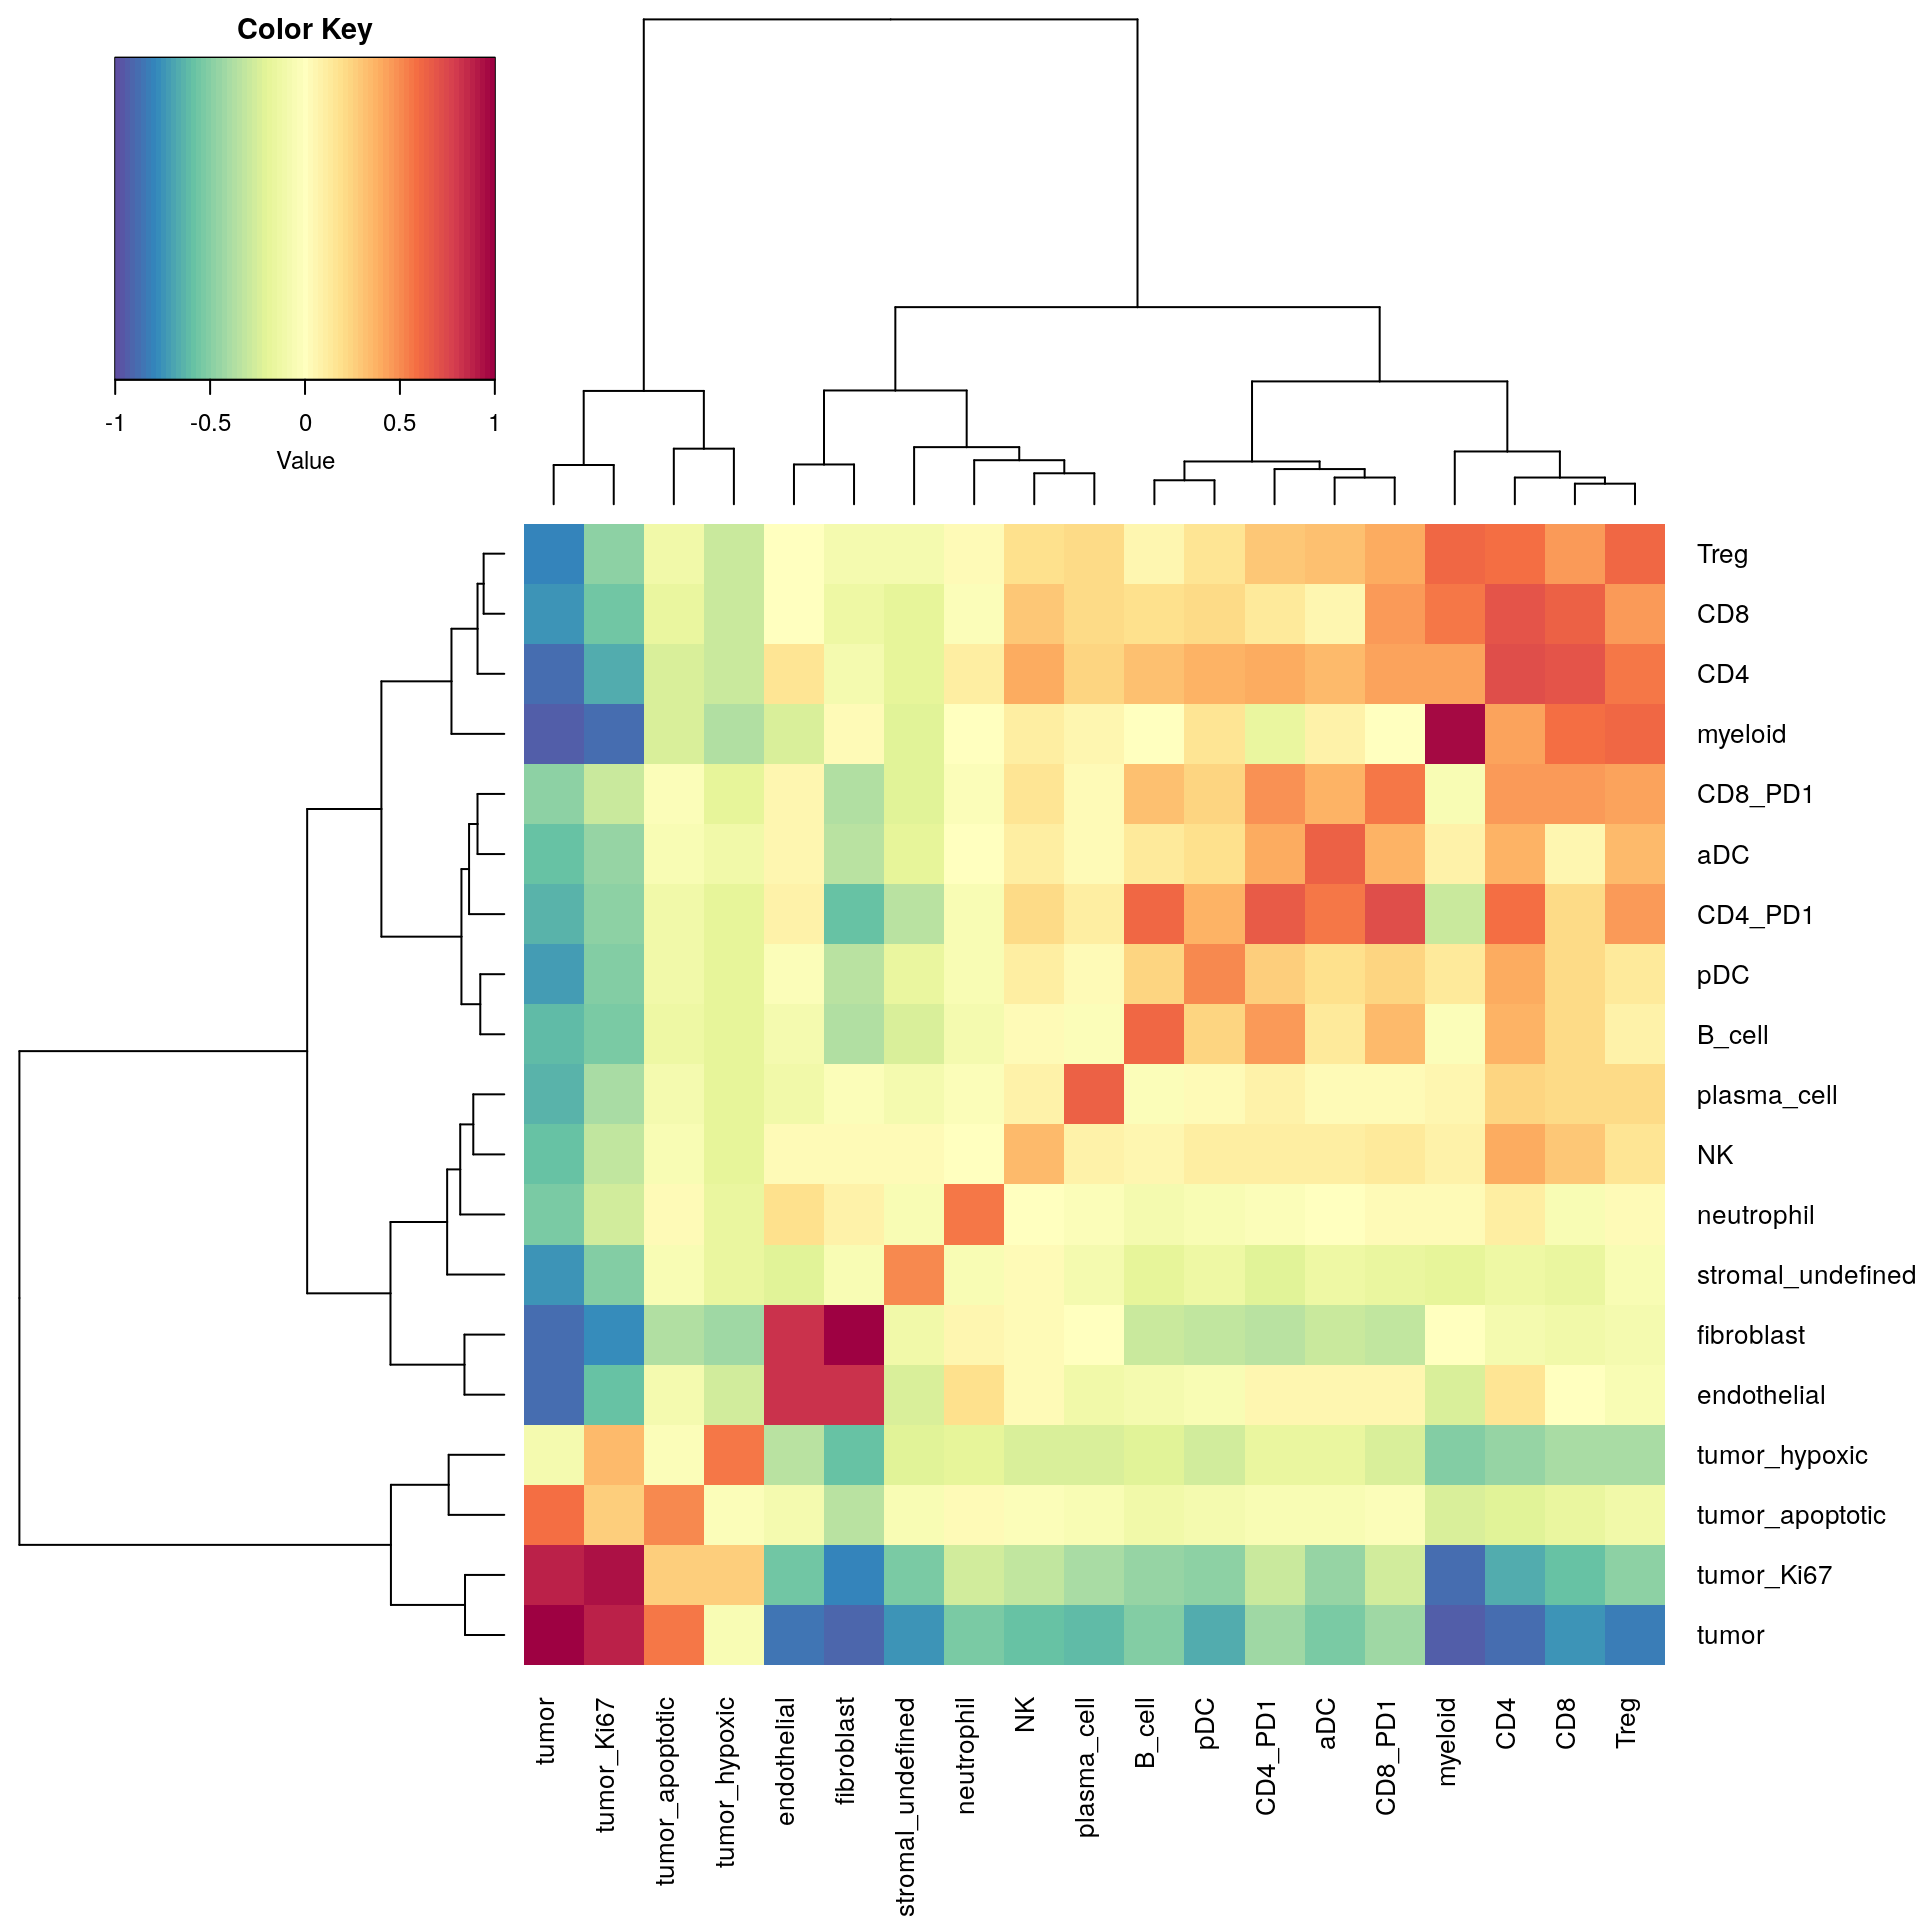 Color Key
-1 -0.5 0 0.5 1
Value
Treg
CD8
CD4
myeloid
CD8_PD1
aDC
CD4_PD1
pDC
B_cell
plasma_cell
NK
neutrophil
stromal_undefined
fibroblast
endothelial
tumor_hypoxic
tumor_apoptotic
tumor_Ki67
tumor
tumor
tumor_Ki67
tumor_apoptotic
tumor_hypoxic
endothelial
fibroblast
stromal_undefined
neutrophil
NK
plasma_cell
B_cell
pDC
CD4_PD1
aDC
CD8_PD1
myeloid
CD4
CD8
Treg